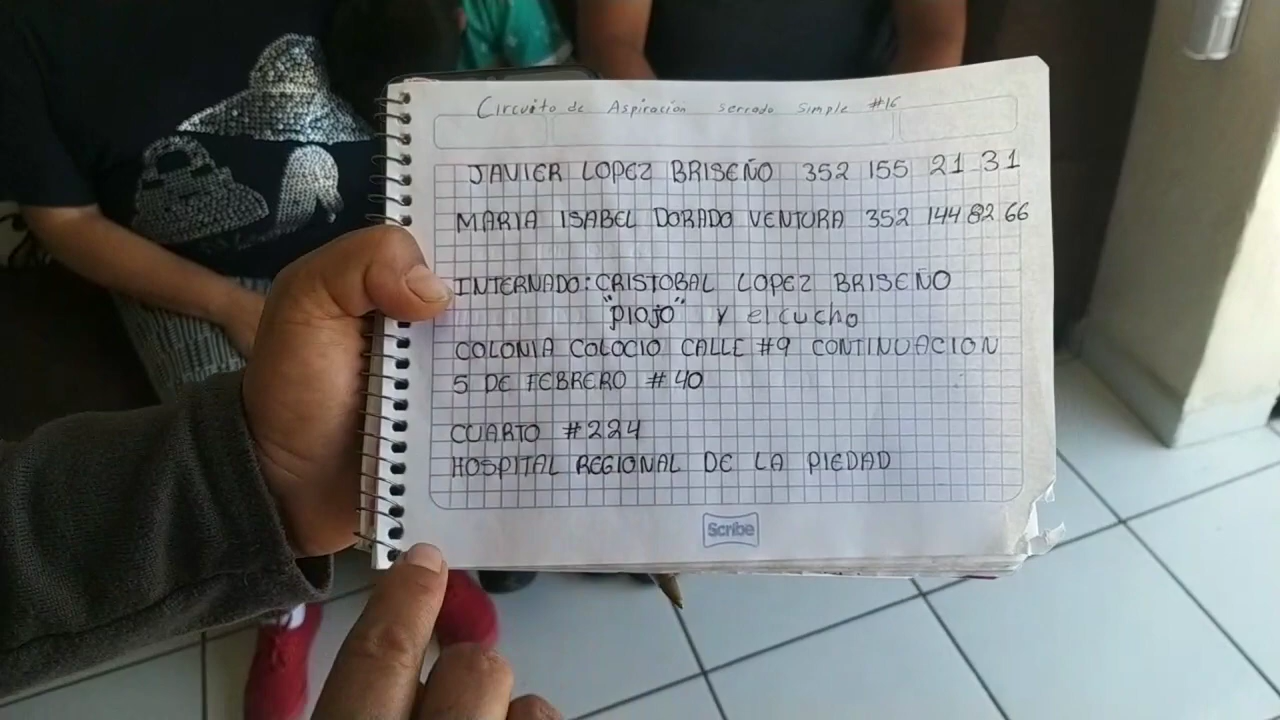 Circuito de Aspiración serrado simple #16
JAVIER LOPEZ BRISEÑO 352 155 21 31
MARIA ISABEL DORADO VENTURA 352 144 82 66
INTERNADO: CRISTOBAL LOPEZ BRISEÑO
"piojo" y el cucho
COLONIA COLOCIO CALLE #9 CONTINUACION
5 DE FEBRERO #40
CUARTO #224
HOSPITAL REGIONAL DE LA PIEDAD
Scribe